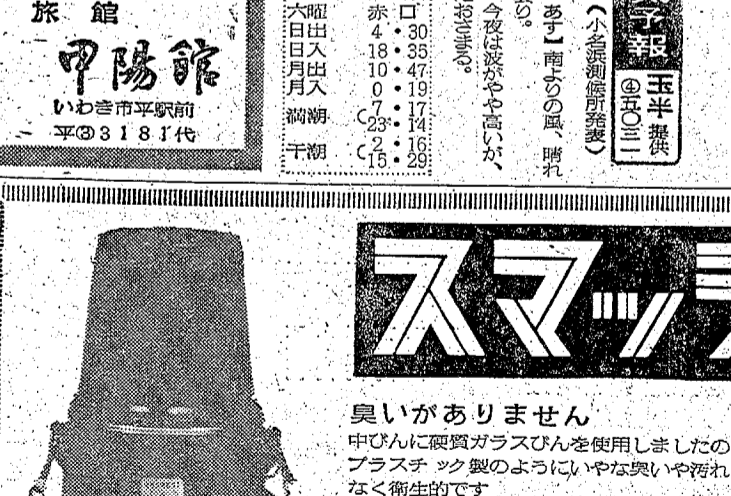 旅館
甲陽館
いわき市平駅前
平③3181代
予報
玉半提供
④五〇三一
(小名浜測候所発表)
あす】南よりの風、晴れ
今夜は波がやや高いが、
おさまる。
六曜 赤口
日出 4・30
日入 18・35
月出 10・47
月入 0・19
満潮 7・17
23・14
干潮 2・16
15・29
スマッ
臭いがありません
中びんに硬質ガラスびんを使用しましたの
プラスチック製のようにいやな臭いや汚れ
なく衛生的です